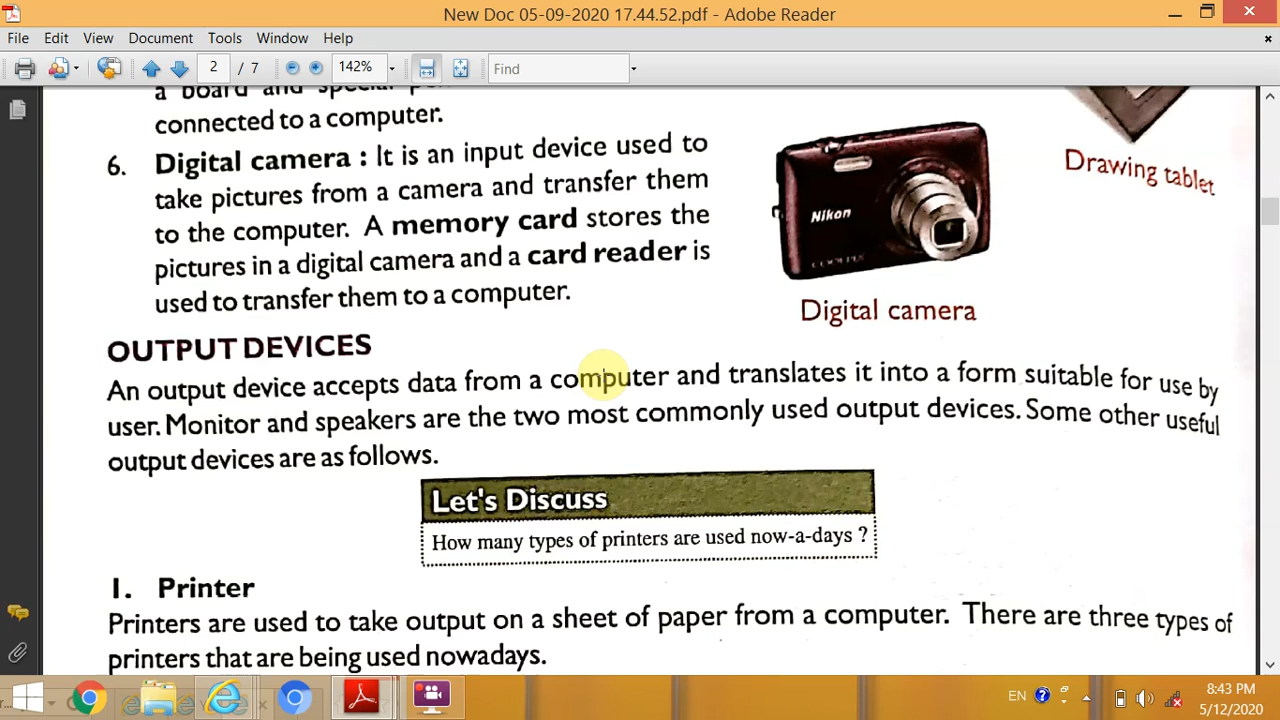 New Doc 05-09-2020 17.44.52.pdf - Adobe Reader
File Edit View Document Tools Window Help
2 / 7 142% Find
a board and special
connected to a computer.
Drawing tablet
6. Digital camera : It is an input device used to
take pictures from a camera and transfer them
to the computer. A memory card stores the
pictures in a digital camera and a card reader is
used to transfer them to a computer.
Nikon
COOLPIX
Digital camera
OUTPUT DEVICES
An output device accepts data from a computer and translates it into a form suitable for use by
user. Monitor and speakers are the two most commonly used output devices. Some other useful
output devices are as follows.
Let's Discuss
How many types of printers are used now-a-days ?
1. Printer
Printers are used to take output on a sheet of paper from a computer. There are three types of
printers that are being used nowadays.
EN
8:43 PM
5/12/2020